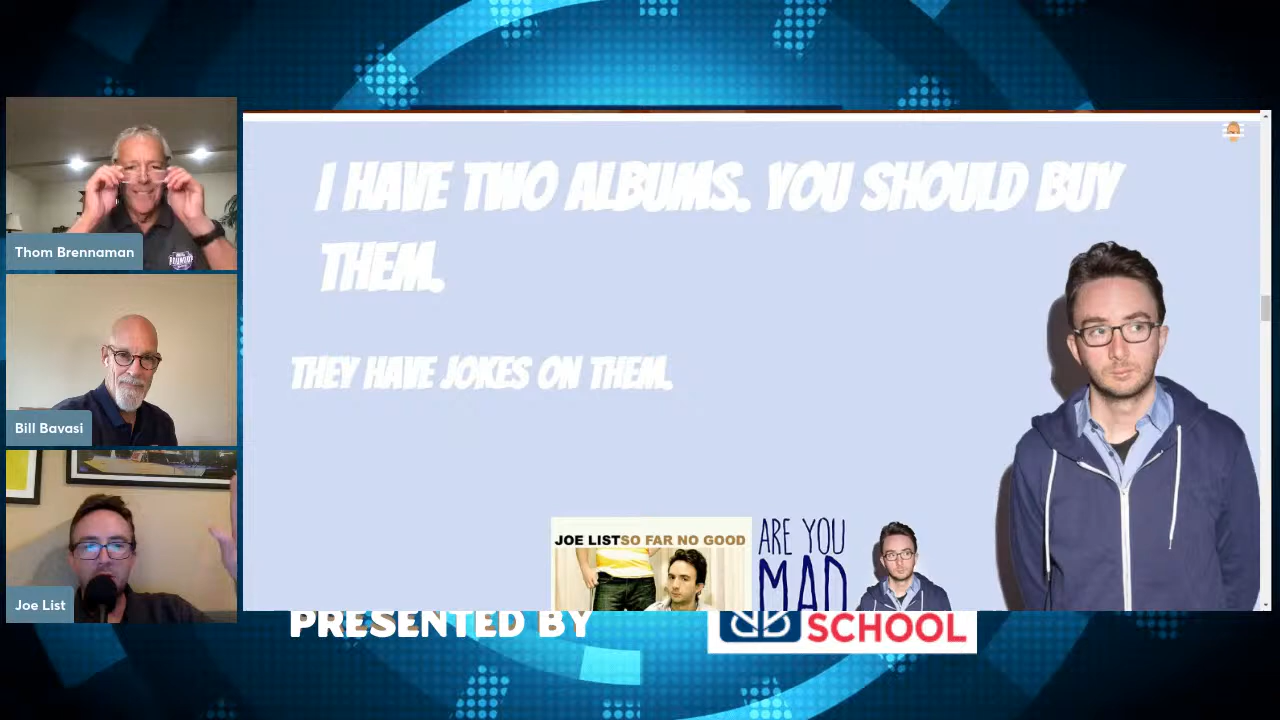 Thom Brennaman
Bill Bavasi
Joe List
I HAVE TWO ALBUMS. YOU SHOULD BUY
THEM.
THEY HAVE JOKES ON THEM.
JOE LIST SO FAR NO GOOD
ARE YOU
MAD
PRESENTED BY
SCHOOL